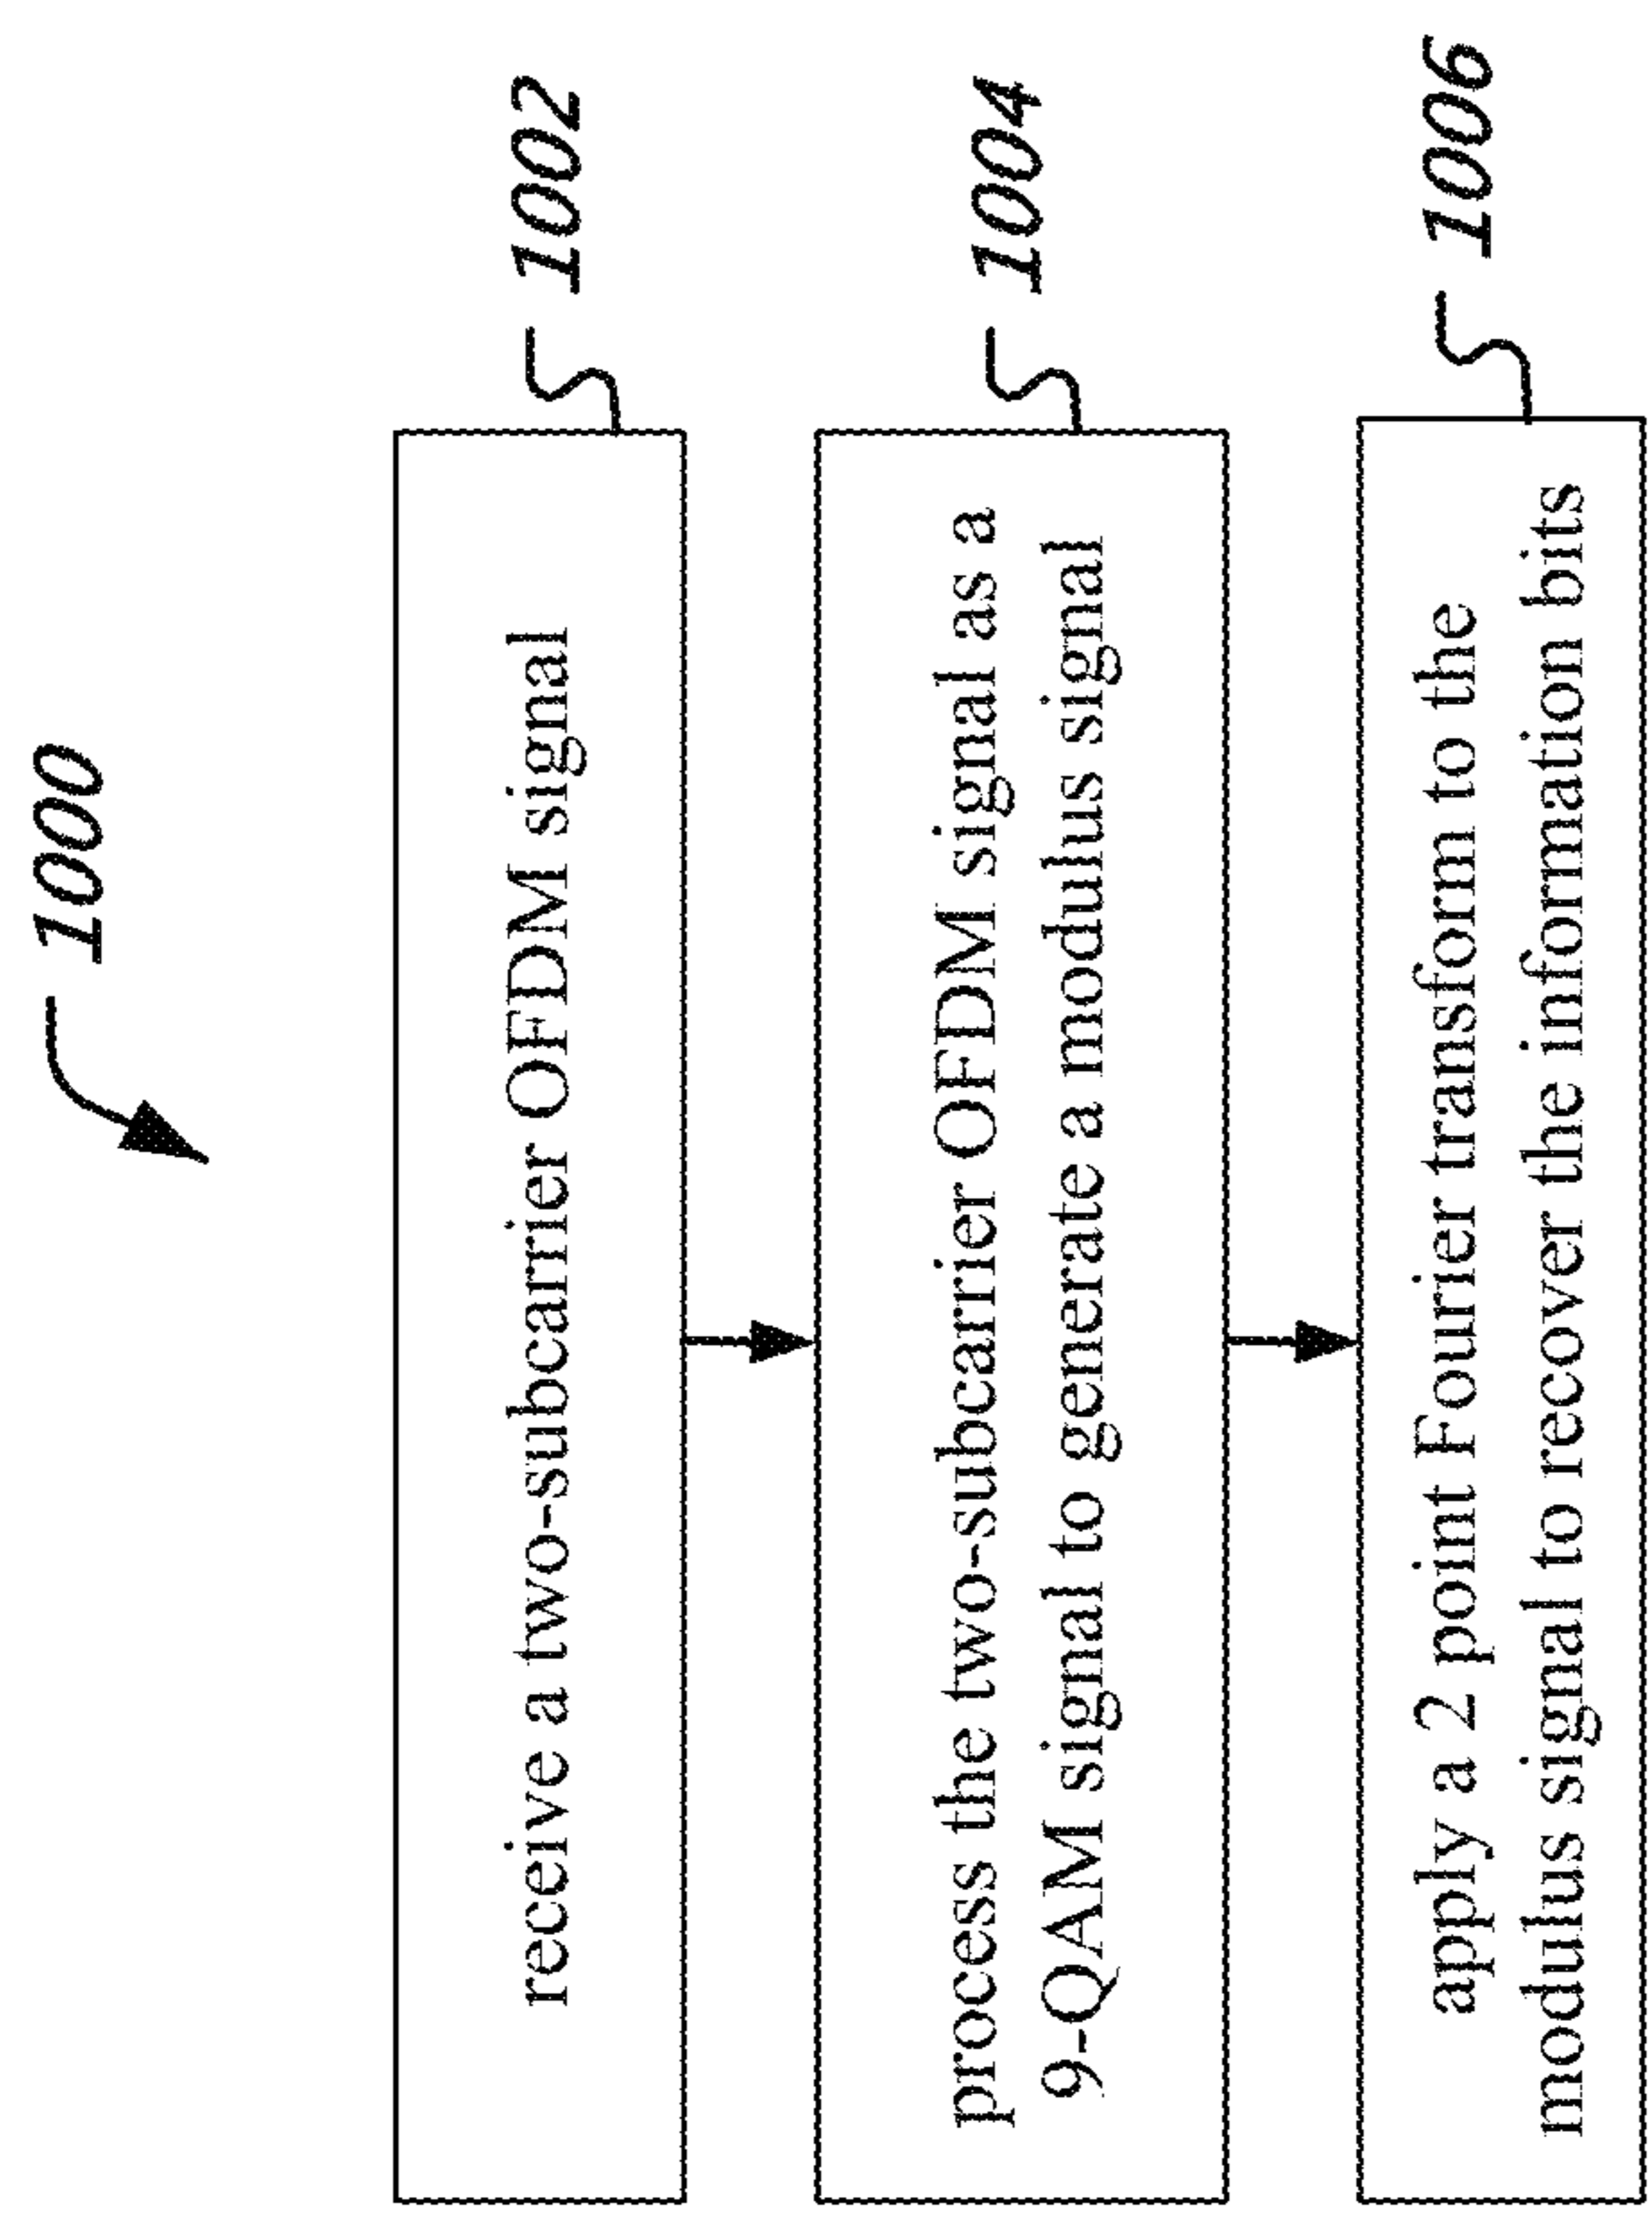 1000
receive a two-subcarrier OFDM signal
1002
process the two-subcarrier OFDM signal as a
9-QAM signal to generate a modulus signal
1004
apply a 2 point Fourier transform to the
modulus signal to recover the information bits
1006